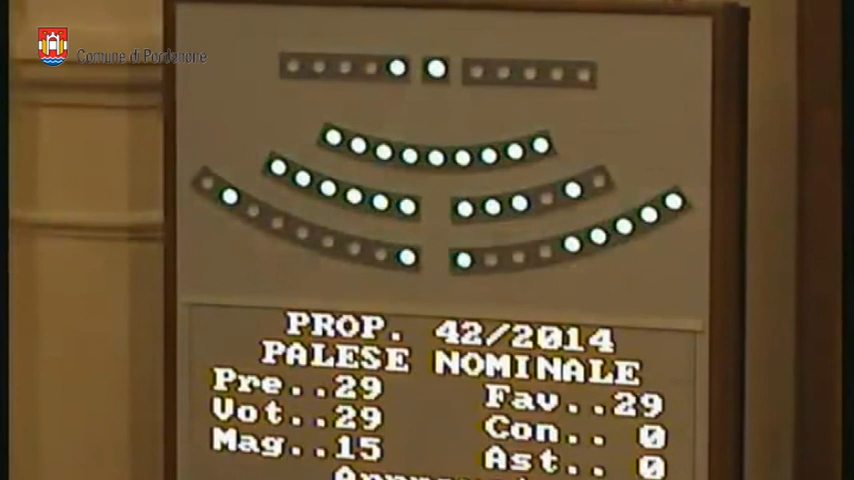 Comune di Pordenone
PROP. 42/2014
PALESE NOMINALE
Pre..29 Fav..29
Vot..29 Con.. 0
Mag..15 Ast.. 0